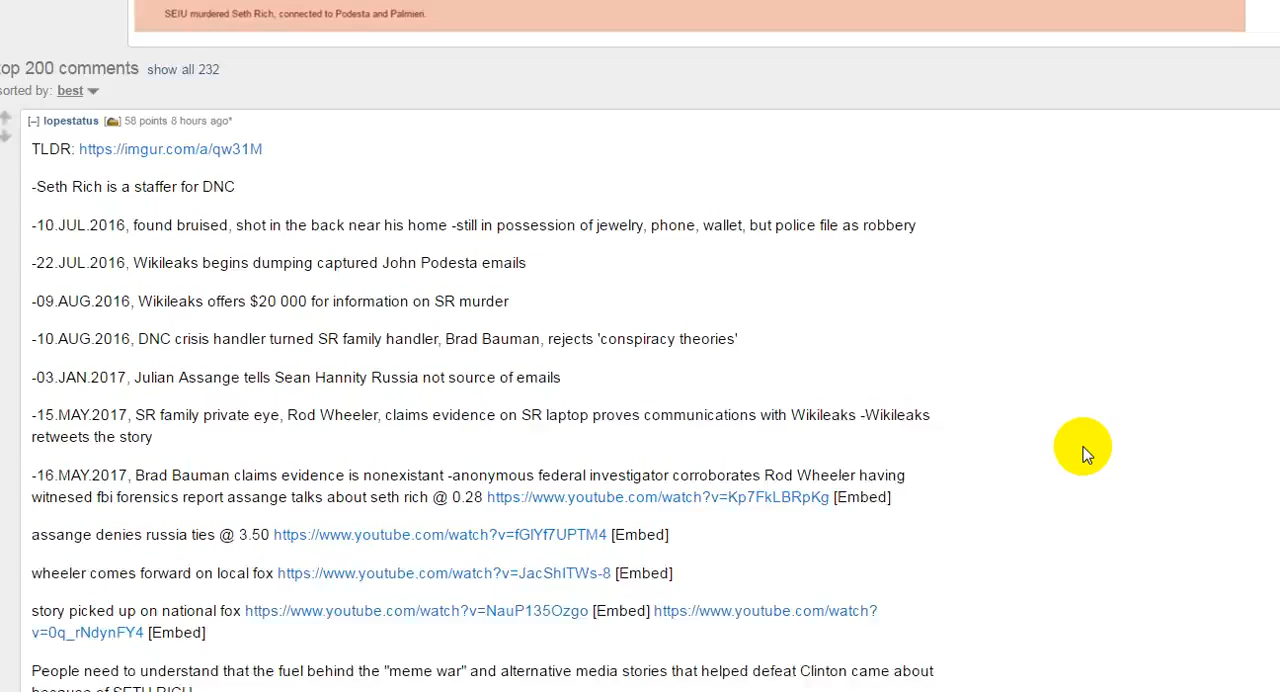 SEIU murdered Seth Rich, connected to Podesta and Palmieri.
top 200 comments show all 232
sorted by: best
[–] lopestatus 58 points 8 hours ago*
TLDR: https://imgur.com/a/qw31M
-Seth Rich is a staffer for DNC
-10.JUL.2016, found bruised, shot in the back near his home -still in possession of jewelry, phone, wallet, but police file as robbery
-22.JUL.2016, Wikileaks begins dumping captured John Podesta emails
-09.AUG.2016, Wikileaks offers $20 000 for information on SR murder
-10.AUG.2016, DNC crisis handler turned SR family handler, Brad Bauman, rejects 'conspiracy theories'
-03.JAN.2017, Julian Assange tells Sean Hannity Russia not source of emails
-15.MAY.2017, SR family private eye, Rod Wheeler, claims evidence on SR laptop proves communications with Wikileaks -Wikileaks
retweets the story
-16.MAY.2017, Brad Bauman claims evidence is nonexistant -anonymous federal investigator corroborates Rod Wheeler having
witnesed fbi forensics report assange talks about seth rich @ 0.28 https://www.youtube.com/watch?v=Kp7FkLBRpKg [Embed]
assange denies russia ties @ 3.50 https://www.youtube.com/watch?v=fGlYf7UPTM4 [Embed]
wheeler comes forward on local fox https://www.youtube.com/watch?v=JacShITWs-8 [Embed]
story picked up on national fox https://www.youtube.com/watch?v=NauP135Ozgo [Embed] https://www.youtube.com/watch?
v=0q_rNdynFY4 [Embed]
People need to understand that the fuel behind the "meme war" and alternative media stories that helped defeat Clinton came about
because of SETH RICH